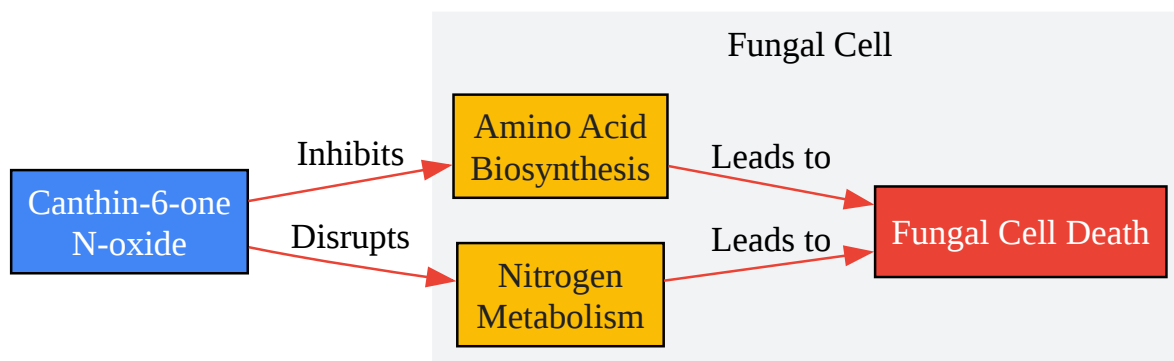 Fungal Cell
Canthin-6-one
N-oxide
Inhibits
Disrupts
Amino Acid
Biosynthesis
Nitrogen
Metabolism
Leads to
Leads to
Fungal Cell Death